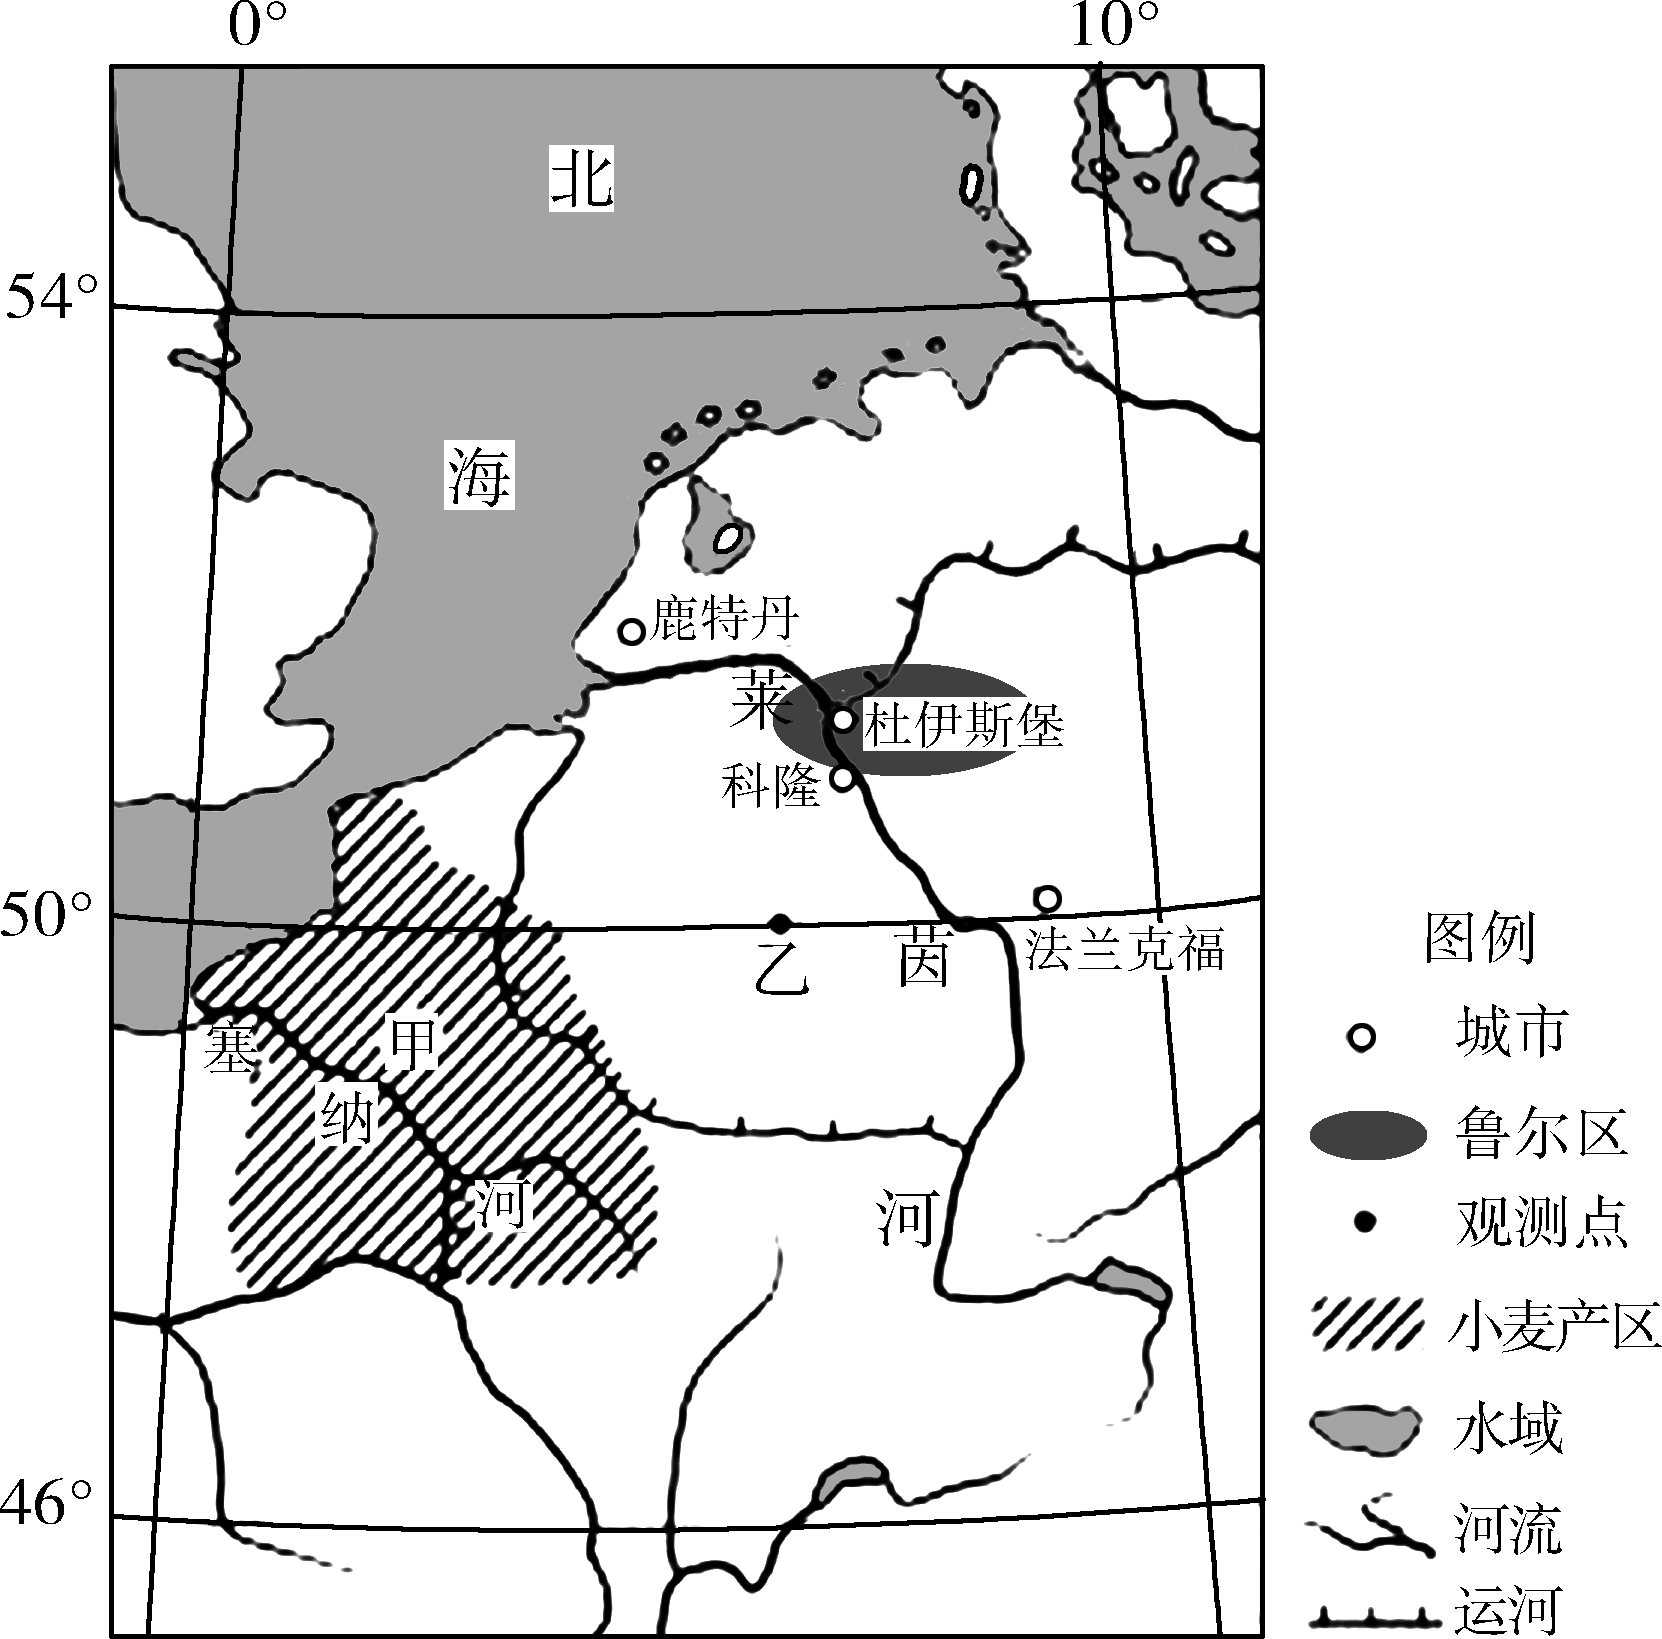 0°
10°
北
54°
海
鹿特丹
莱
杜伊斯堡
科隆
50°
乙
茵
法兰克福
塞
甲
纳
河
河
46°
图例
城市
鲁尔区
观测点
小麦产区
水域
河流
运河